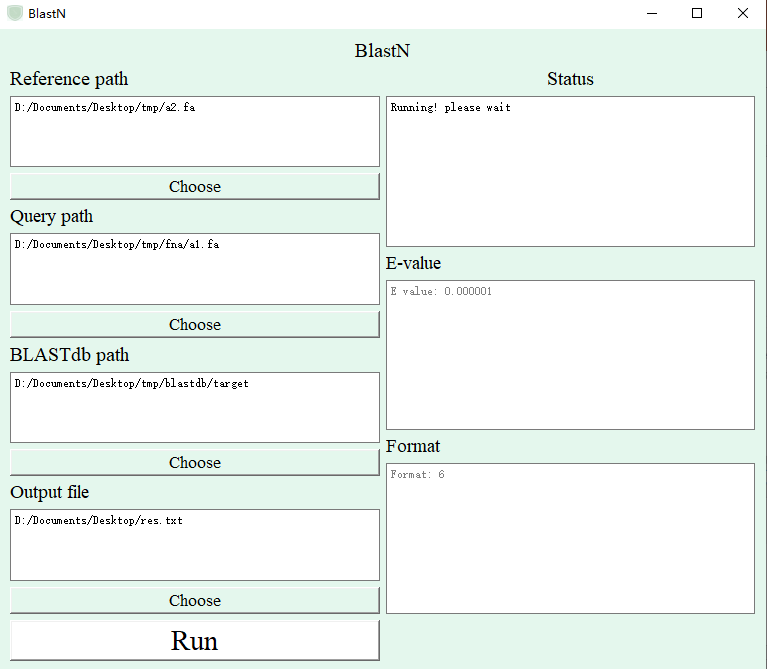 BlastN
BlastN
Reference path
D:/Documents/Desktop/tmp/a2.fa
Choose
Query path
D:/Documents/Desktop/tmp/fna/a1.fa
Choose
BLASTdb path
D:/Documents/Desktop/tmp/blastdb/target
Choose
Output file
D:/Documents/Desktop/res.txt
Choose
Run
Status
Running! please wait
E-value
E value: 0.000001
Format
Format: 6